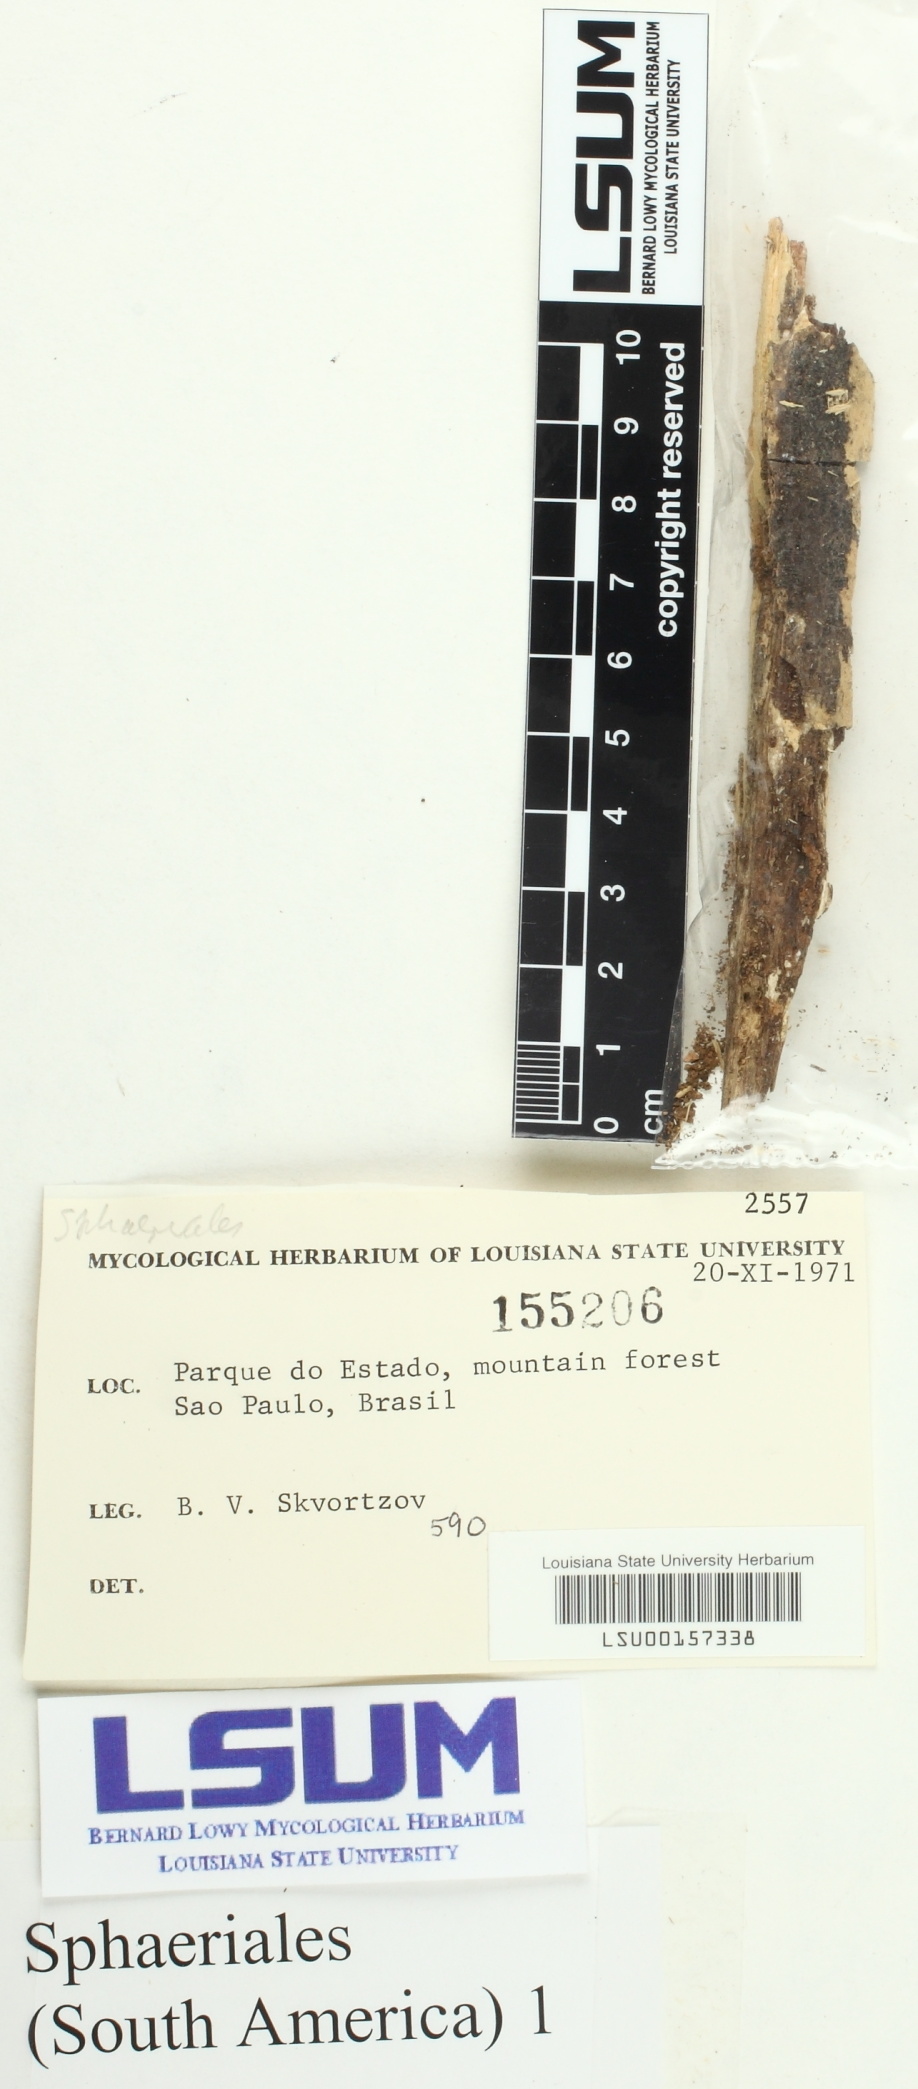 LSUM
BERNARD LOWY MYCOLOGICAL HERBARIUM
LOUISIANA STATE UNIVERSITY
10
9
8
7
6
5
4
3
2
1
0
cm
copyright reserved
Sphaeriales
2557
MYCOLOGICAL HERBARIUM OF LOUISIANA STATE UNIVERSITY
20-XI-1971
155206
LOC. Parque do Estado, mountain forest
Sao Paulo, Brasil
LEG. B. V. Skvortzov
590
DET.
Louisiana State University Herbarium
LSU00157338
LSUM
BERNARD LOWY MYCOLOGICAL HERBARIUM
LOUISIANA STATE UNIVERSITY
Sphaeriales
(South America) 1